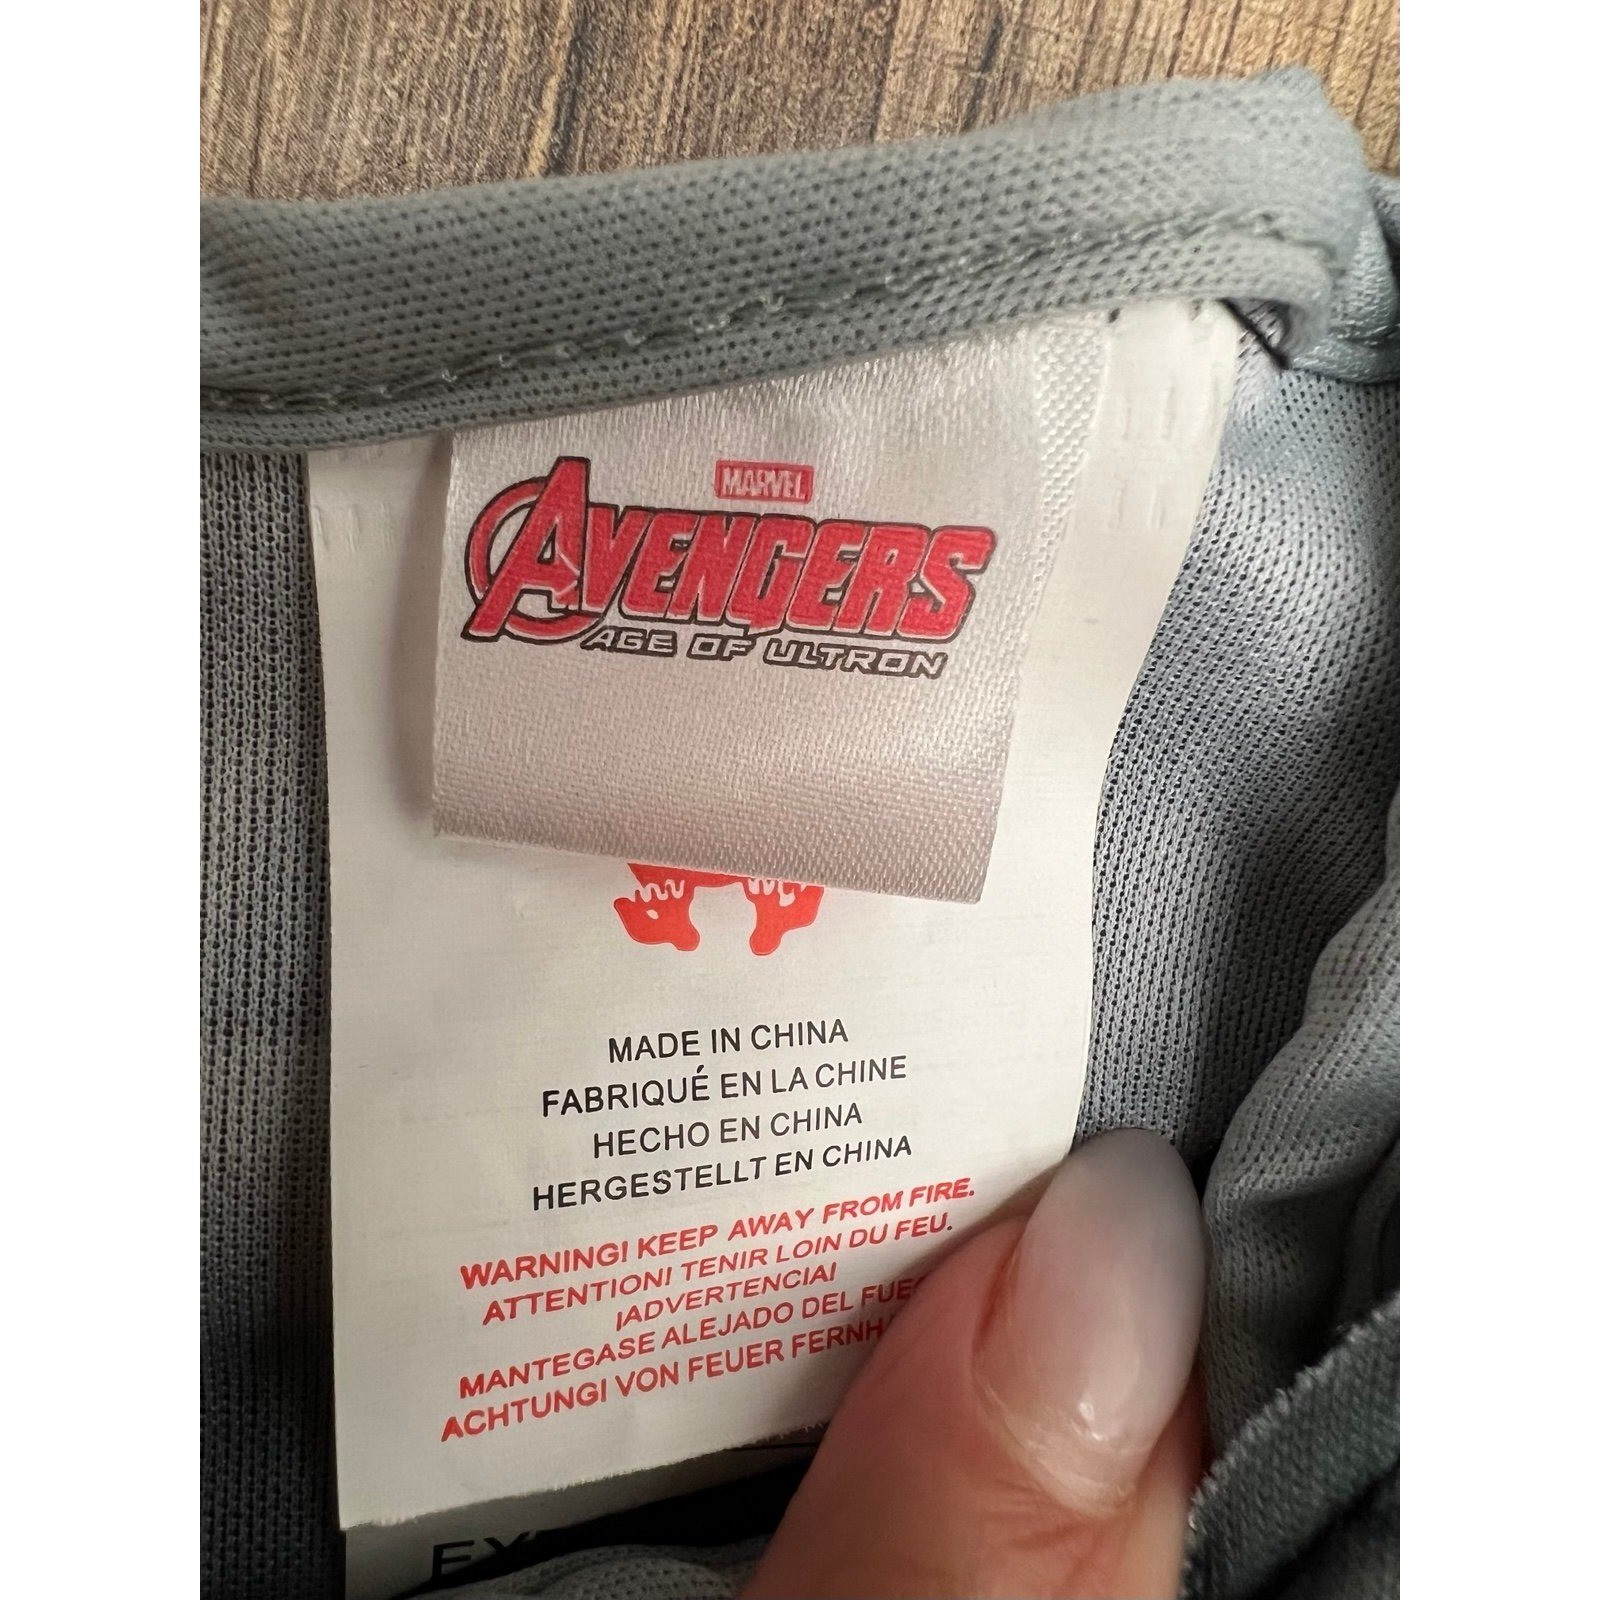 MARVEL
AVENGERS
AGE OF ULTRON
MADE IN CHINA
FABRIQUÉ EN LA CHINE
HECHO EN CHINA
HERGESTELLT EN CHINA
WARNING! KEEP AWAY FROM FIRE.
ATTENTION! TENIR LOIN DU FEU.
¡ADVERTENCIA!
MANTEGASE ALEJADO DEL
ACHTUNG! VON FEUER